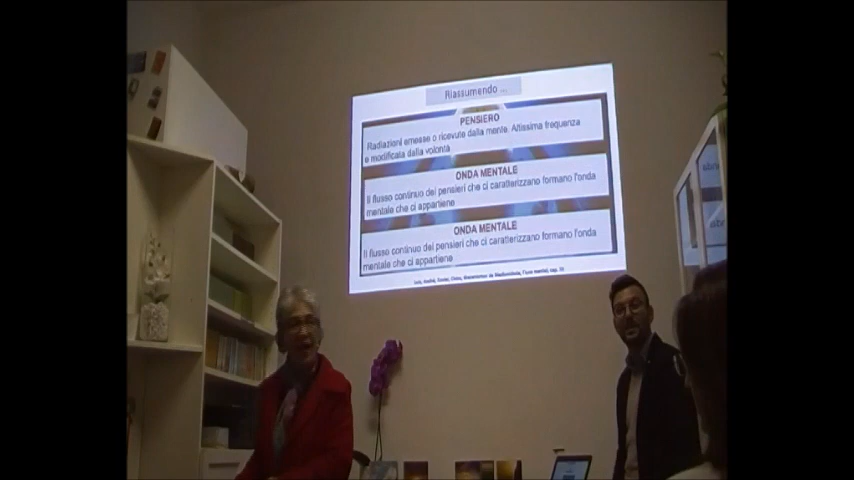 Riassumendo ...
PENSIERO
Radiazioni emesse o ricevute dalla mente. Altissima frequenza
e modificata dalla volontà
ONDA MENTALE
Il flusso continuo dei pensieri che ci caratterizzano formano l'onda
mentale che ci appartiene
ONDA MENTALE
Il flusso continuo dei pensieri che ci caratterizzano formano l'onda
mentale che ci appartiene